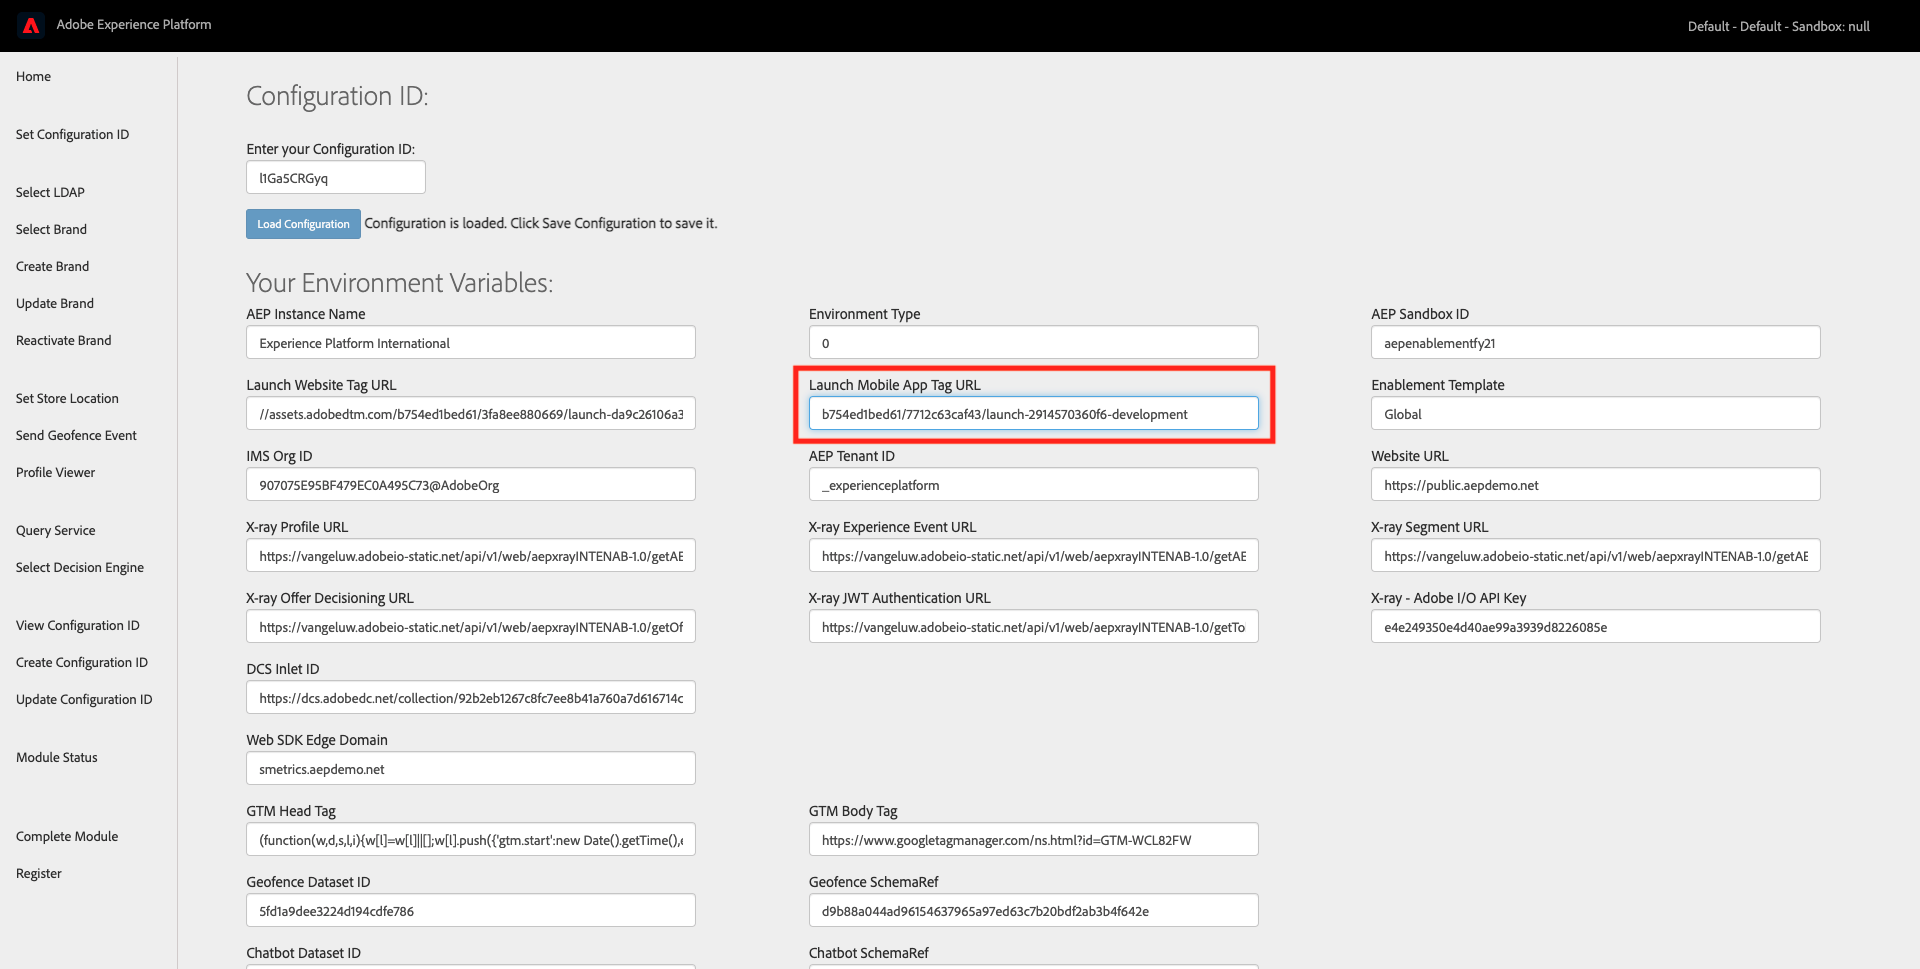 Adobe Experience Platform
Default - Default - Sandbox: null
Home
Set Configuration ID
Select LDAP
Select Brand
Create Brand
Update Brand
Reactivate Brand
Set Store Location
Send Geofence Event
Profile Viewer
Query Service
Select Decision Engine
View Configuration ID
Create Configuration ID
Update Configuration ID
Module Status
Complete Module
Register
Configuration ID:
Enter your Configuration ID:
l1Ga5CRGyq
Load Configuration Configuration is loaded. Click Save Configuration to save it.
Your Environment Variables:
AEP Instance Name
Experience Platform International
Environment Type
0
AEP Sandbox ID
aepenablementfy21
Launch Website Tag URL
//assets.adobedtm.com/b754ed1bed61/3fa8ee880669/launch-da9c26106a3
Launch Mobile App Tag URL
b754ed1bed61/7712c63caf43/launch-2914570360f6-development
Enablement Template
Global
IMS Org ID
907075E95BF479EC0A495C73@AdobeOrg
AEP Tenant ID
_experienceplatform
Website URL
https://public.aepdemo.net
X-ray Profile URL
https://vangeluw.adobeio-static.net/api/v1/web/aepxrayINTENAB-1.0/getAE
X-ray Experience Event URL
https://vangeluw.adobeio-static.net/api/v1/web/aepxrayINTENAB-1.0/getAE
X-ray Segment URL
https://vangeluw.adobeio-static.net/api/v1/web/aepxrayINTENAB-1.0/getAE
X-ray Offer Decisioning URL
https://vangeluw.adobeio-static.net/api/v1/web/aepxrayINTENAB-1.0/getOf
X-ray JWT Authentication URL
https://vangeluw.adobeio-static.net/api/v1/web/aepxrayINTENAB-1.0/getTo
X-ray - Adobe I/O API Key
e4e249350e4d40ae99a3939d8226085e
DCS Inlet ID
https://dcs.adobedc.net/collection/92b2eb1267c8fc7ee8b41a760a7d616714c
Web SDK Edge Domain
smetrics.aepdemo.net
GTM Head Tag
(function(w,d,s,l,i){w[l]=w[l]||[];w[l].push({'gtm.start':new Date().getTime(),e
GTM Body Tag
https://www.googletagmanager.com/ns.html?id=GTM-WCL82FW
Geofence Dataset ID
5fd1a9dee3224d194cdfe786
Geofence SchemaRef
d9b88a044ad96154637965a97ed63c7b20bdf2ab3b4f642e
Chatbot Dataset ID
Chatbot SchemaRef